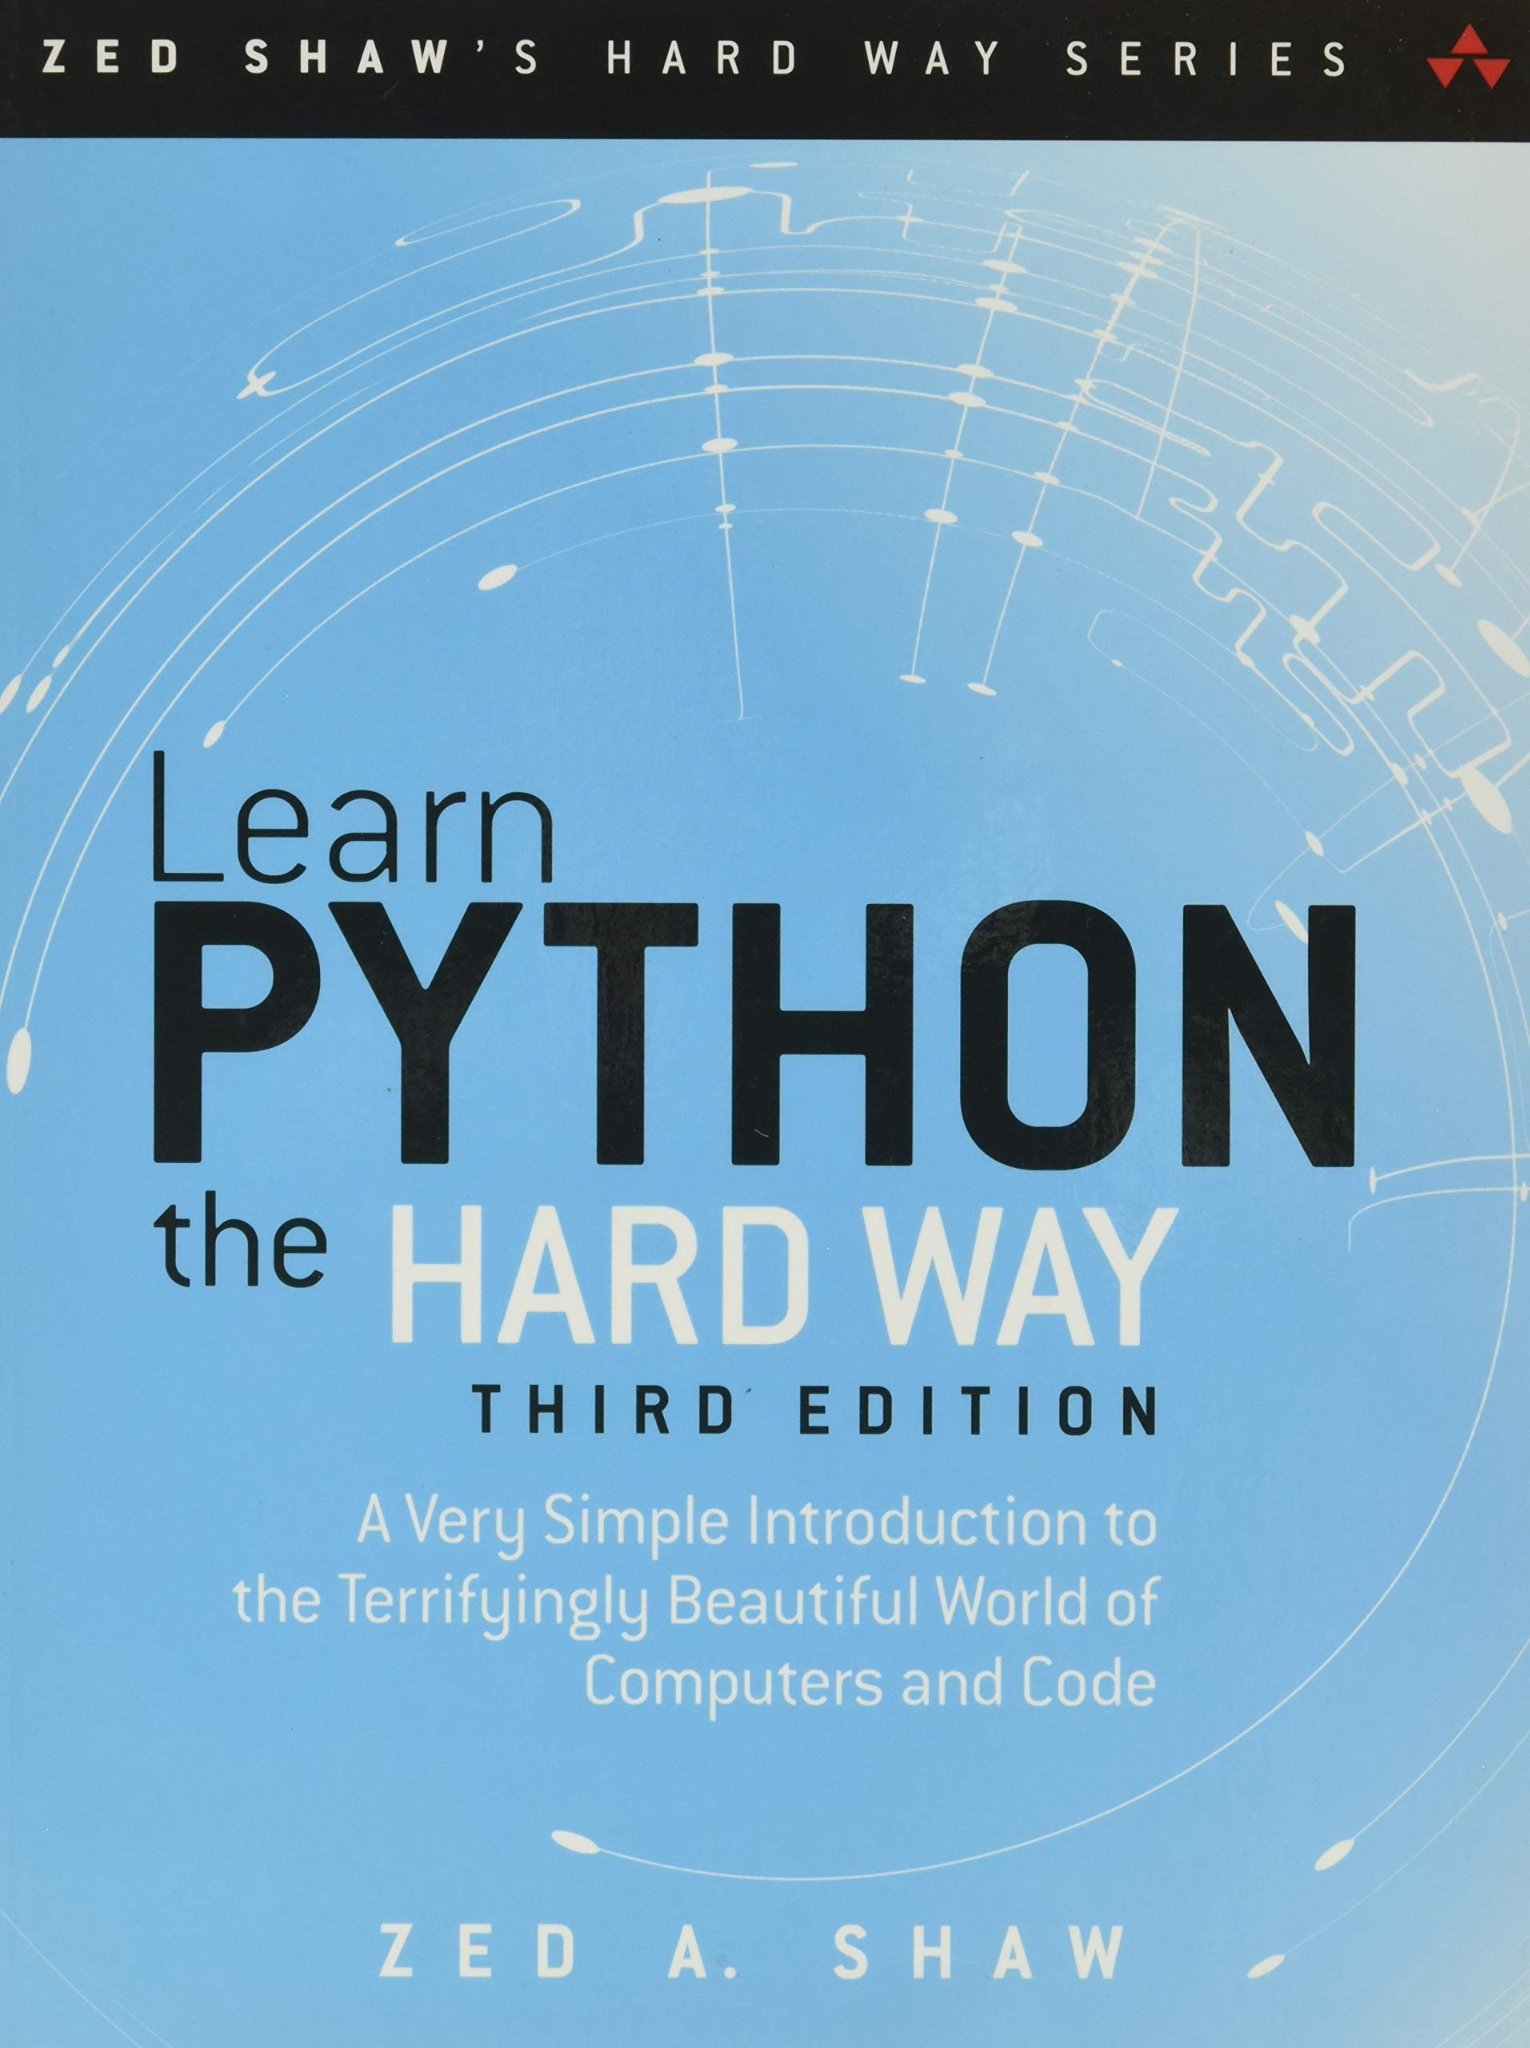 ZED SHAW'S HARD WAY SERIES
Learn
PYTHON
the HARD WAY
THIRD EDITION
A Very Simple Introduction to
the Terrifyingly Beautiful World of
Computers and Code
ZED A. SHAW